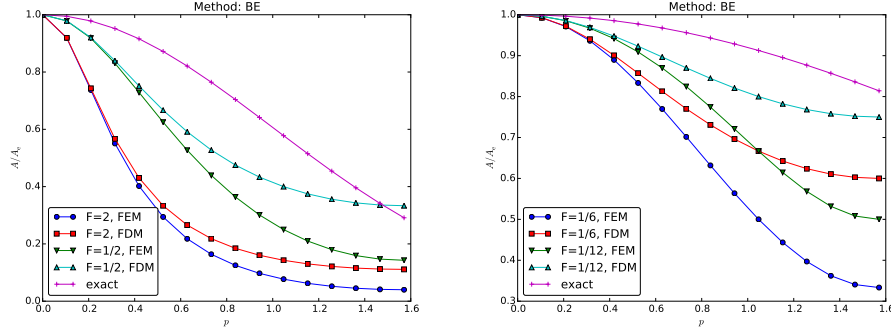 Method: BE
1.0
0.8
0.6
0.4
0.2
0.0
A/A_e
F=2, FEM
F=2, FDM
F=1/2, FEM
F=1/2, FDM
exact
0.0 0.2 0.4 0.6 0.8 1.0 1.2 1.4 1.6
p
Method: BE
1.0
0.9
0.8
0.7
0.6
0.5
0.4
0.3
A/A_e
F=1/6, FEM
F=1/6, FDM
F=1/12, FEM
F=1/12, FDM
exact
0.0 0.2 0.4 0.6 0.8 1.0 1.2 1.4 1.6
p